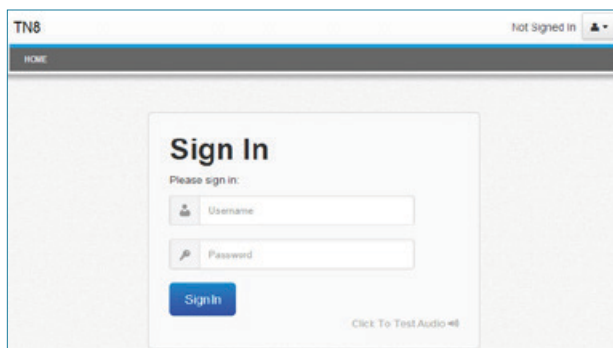 TN8
Not Signed In
HOME
Sign In
Please sign in:
Username
Password
Sign In
Click To Test Audio